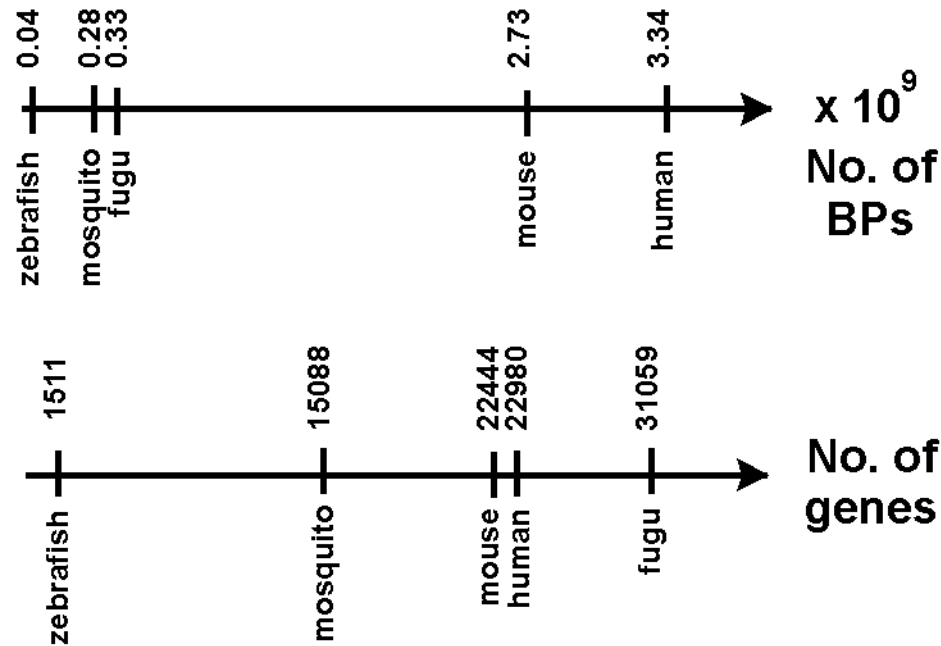 0.04
0.28
0.33
2.73
3.34
x 10⁹
No. of
BPs
zebrafish
mosquito
fugu
mouse
human
1511
15088
22444
22980
31059
No. of
genes
zebrafish
mosquito
mouse
human
fugu